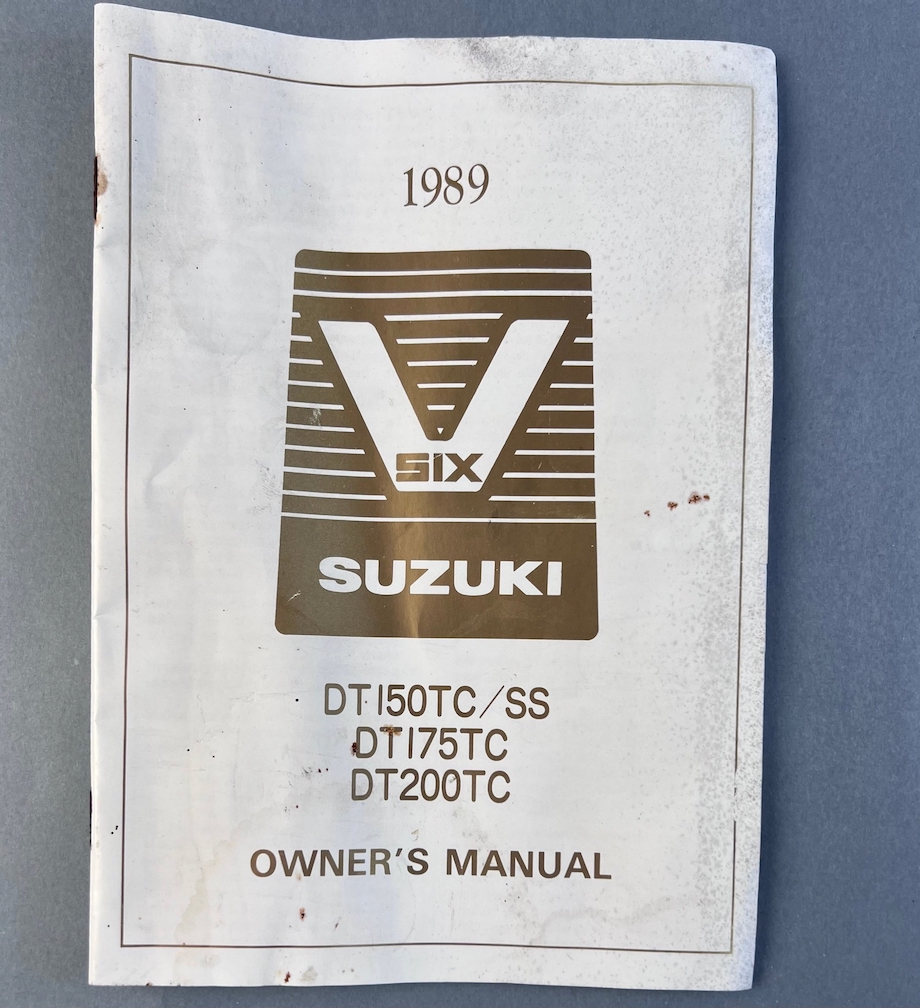 1989
V
SIX
SUZUKI
DT150TC/SS
DT175TC
DT200TC
OWNER'S MANUAL